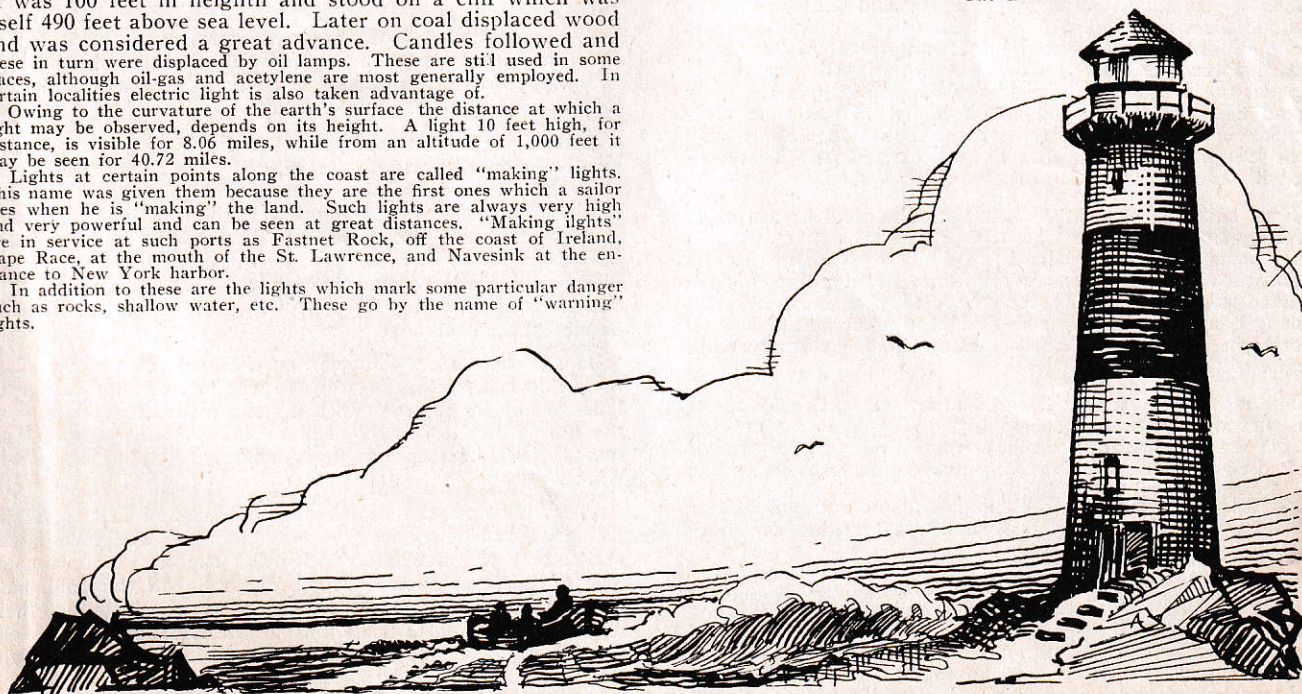 was 100 feet in heighth and stood on a cliff which was
self 490 feet above sea level. Later on coal displaced wood
nd was considered a great advance. Candles followed and
ese in turn were displaced by oil lamps. These are still used in some
aces, although oil-gas and acetylene are most generally employed. In
rtain localities electric light is also taken advantage of.
Owing to the curvature of the earth's surface the distance at which a
ght may be observed, depends on its height. A light 10 feet high, for
stance, is visible for 8.06 miles, while from an altitude of 1,000 feet it
ay be seen for 40.72 miles.
Lights at certain points along the coast are called "making" lights.
his name was given them because they are the first ones which a sailor
es when he is "making" the land. Such lights are always very high
nd very powerful and can be seen at great distances. "Making ilghts"
re in service at such ports as Fastnet Rock, off the coast of Ireland,
ape Race, at the mouth of the St. Lawrence, and Navesink at the en-
ance to New York harbor.
In addition to these are the lights which mark some particular danger
uch as rocks, shallow water, etc. These go by the name of "warning"
ghts.